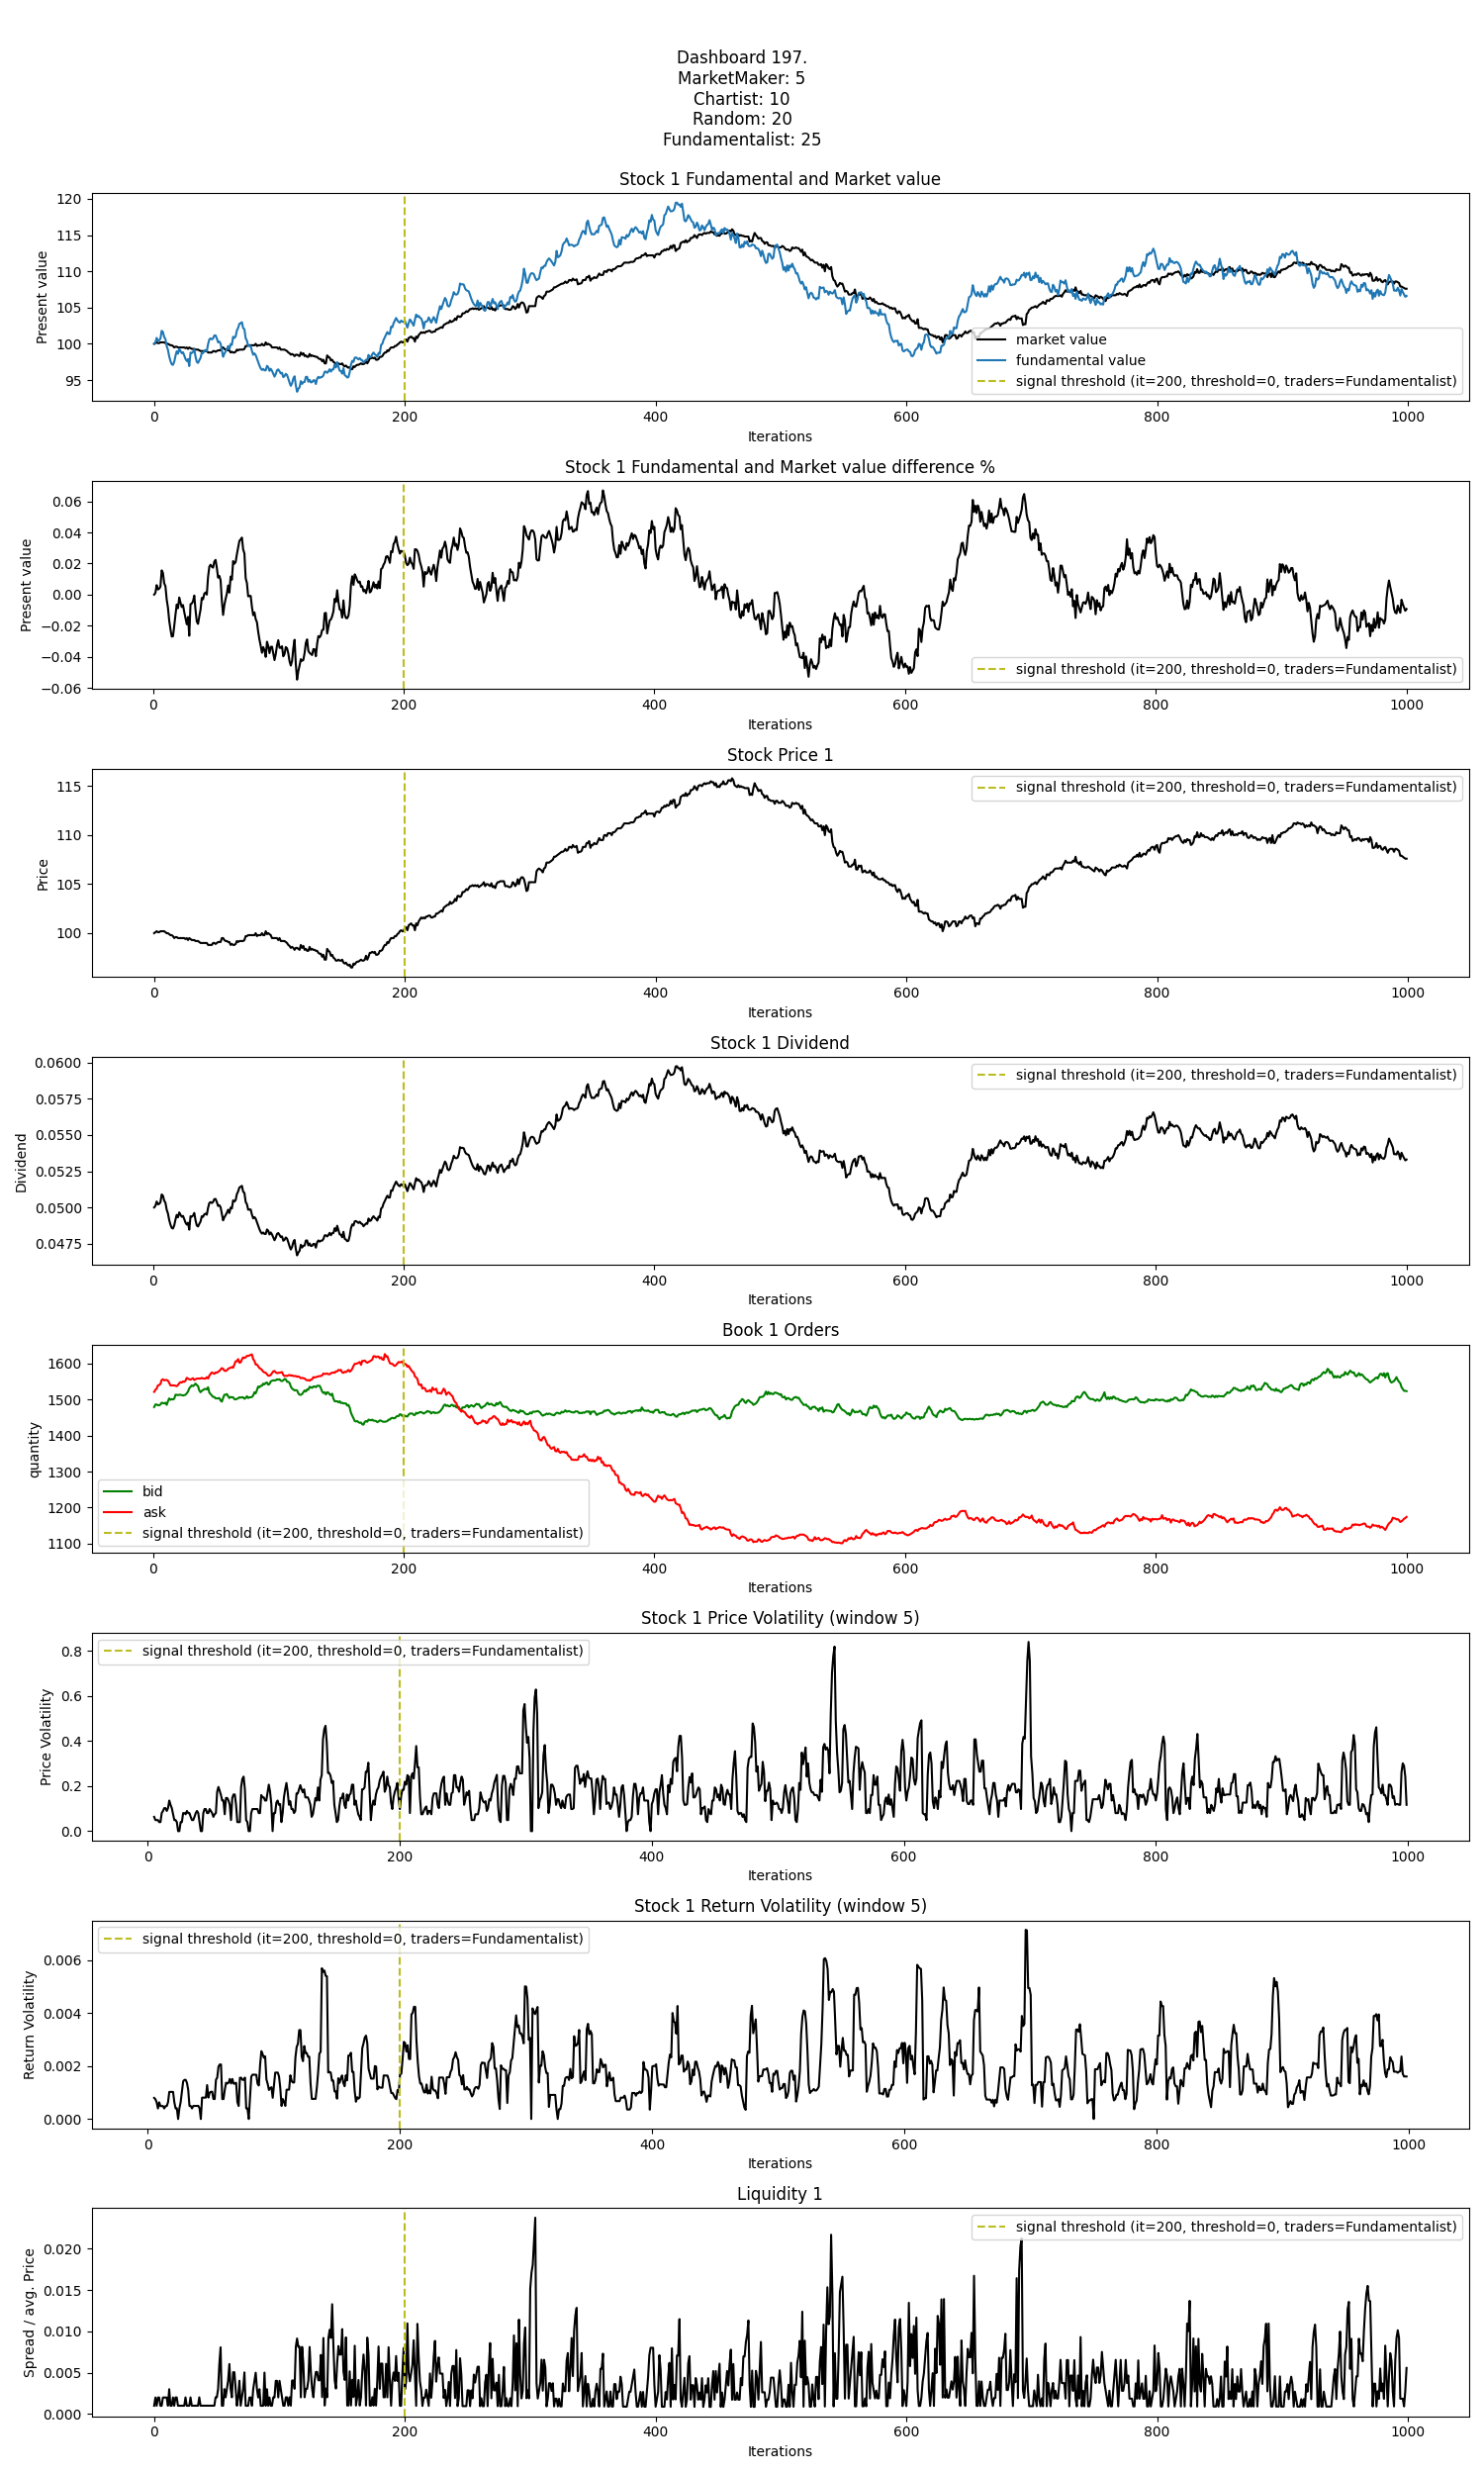 Dashboard 197.
MarketMaker: 5
Chartist: 10
Random: 20
Fundamentalist: 25
Stock 1 Fundamental and Market value
Present value
120
115
110
105
100
95
market value
fundamental value
signal threshold (it=200, threshold=0, traders=Fundamentalist)
0 200 400 600 800 1000
Iterations
Stock 1 Fundamental and Market value difference %
Present value
0.06
0.04
0.02
0.00
−0.02
−0.04
−0.06
signal threshold (it=200, threshold=0, traders=Fundamentalist)
0 200 400 600 800 1000
Iterations
Stock Price 1
Price
115
110
105
100
signal threshold (it=200, threshold=0, traders=Fundamentalist)
0 200 400 600 800 1000
Iterations
Stock 1 Dividend
Dividend
0.0600
0.0575
0.0550
0.0525
0.0500
0.0475
signal threshold (it=200, threshold=0, traders=Fundamentalist)
0 200 400 600 800 1000
Iterations
Book 1 Orders
quantity
1600
1500
1400
1300
1200
1100
bid
ask
signal threshold (it=200, threshold=0, traders=Fundamentalist)
0 200 400 600 800 1000
Iterations
Stock 1 Price Volatility (window 5)
Price Volatility
0.8
0.6
0.4
0.2
0.0
signal threshold (it=200, threshold=0, traders=Fundamentalist)
0 200 400 600 800 1000
Iterations
Stock 1 Return Volatility (window 5)
Return Volatility
0.006
0.004
0.002
0.000
signal threshold (it=200, threshold=0, traders=Fundamentalist)
0 200 400 600 800 1000
Iterations
Liquidity 1
Spread / avg. Price
0.020
0.015
0.010
0.005
0.000
signal threshold (it=200, threshold=0, traders=Fundamentalist)
0 200 400 600 800 1000
Iterations